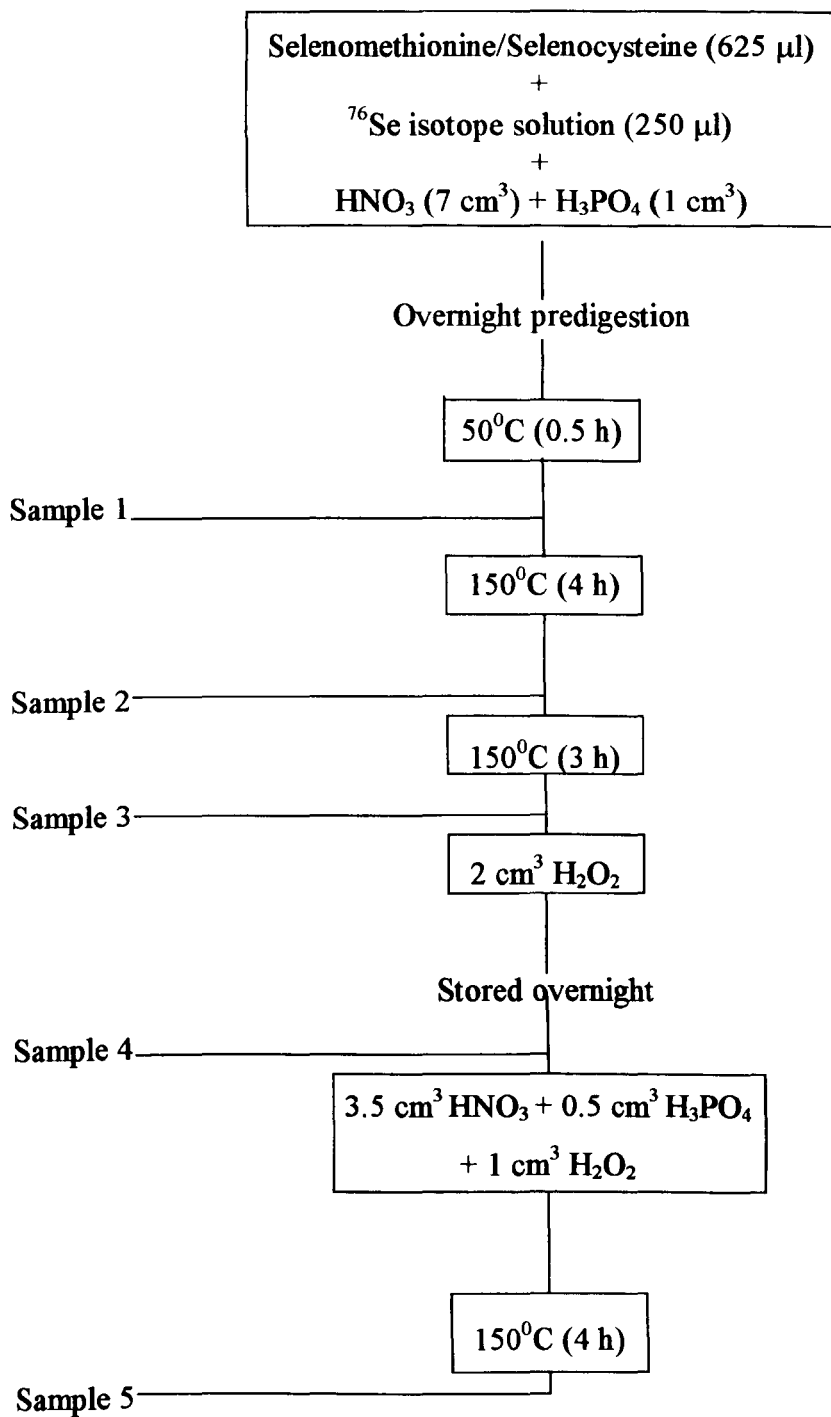 Selenomethionine/Selenocysteine (625 µl)
+
⁷⁶Se isotope solution (250 µl)
+
HNO₃ (7 cm³) + H₃PO₄ (1 cm³)
Overnight predigestion
50⁰C (0.5 h)
Sample 1
150⁰C (4 h)
Sample 2
150⁰C (3 h)
Sample 3
2 cm³ H₂O₂
Stored overnight
Sample 4
3.5 cm³ HNO₃ + 0.5 cm³ H₃PO₄
+ 1 cm³ H₂O₂
150⁰C (4 h)
Sample 5